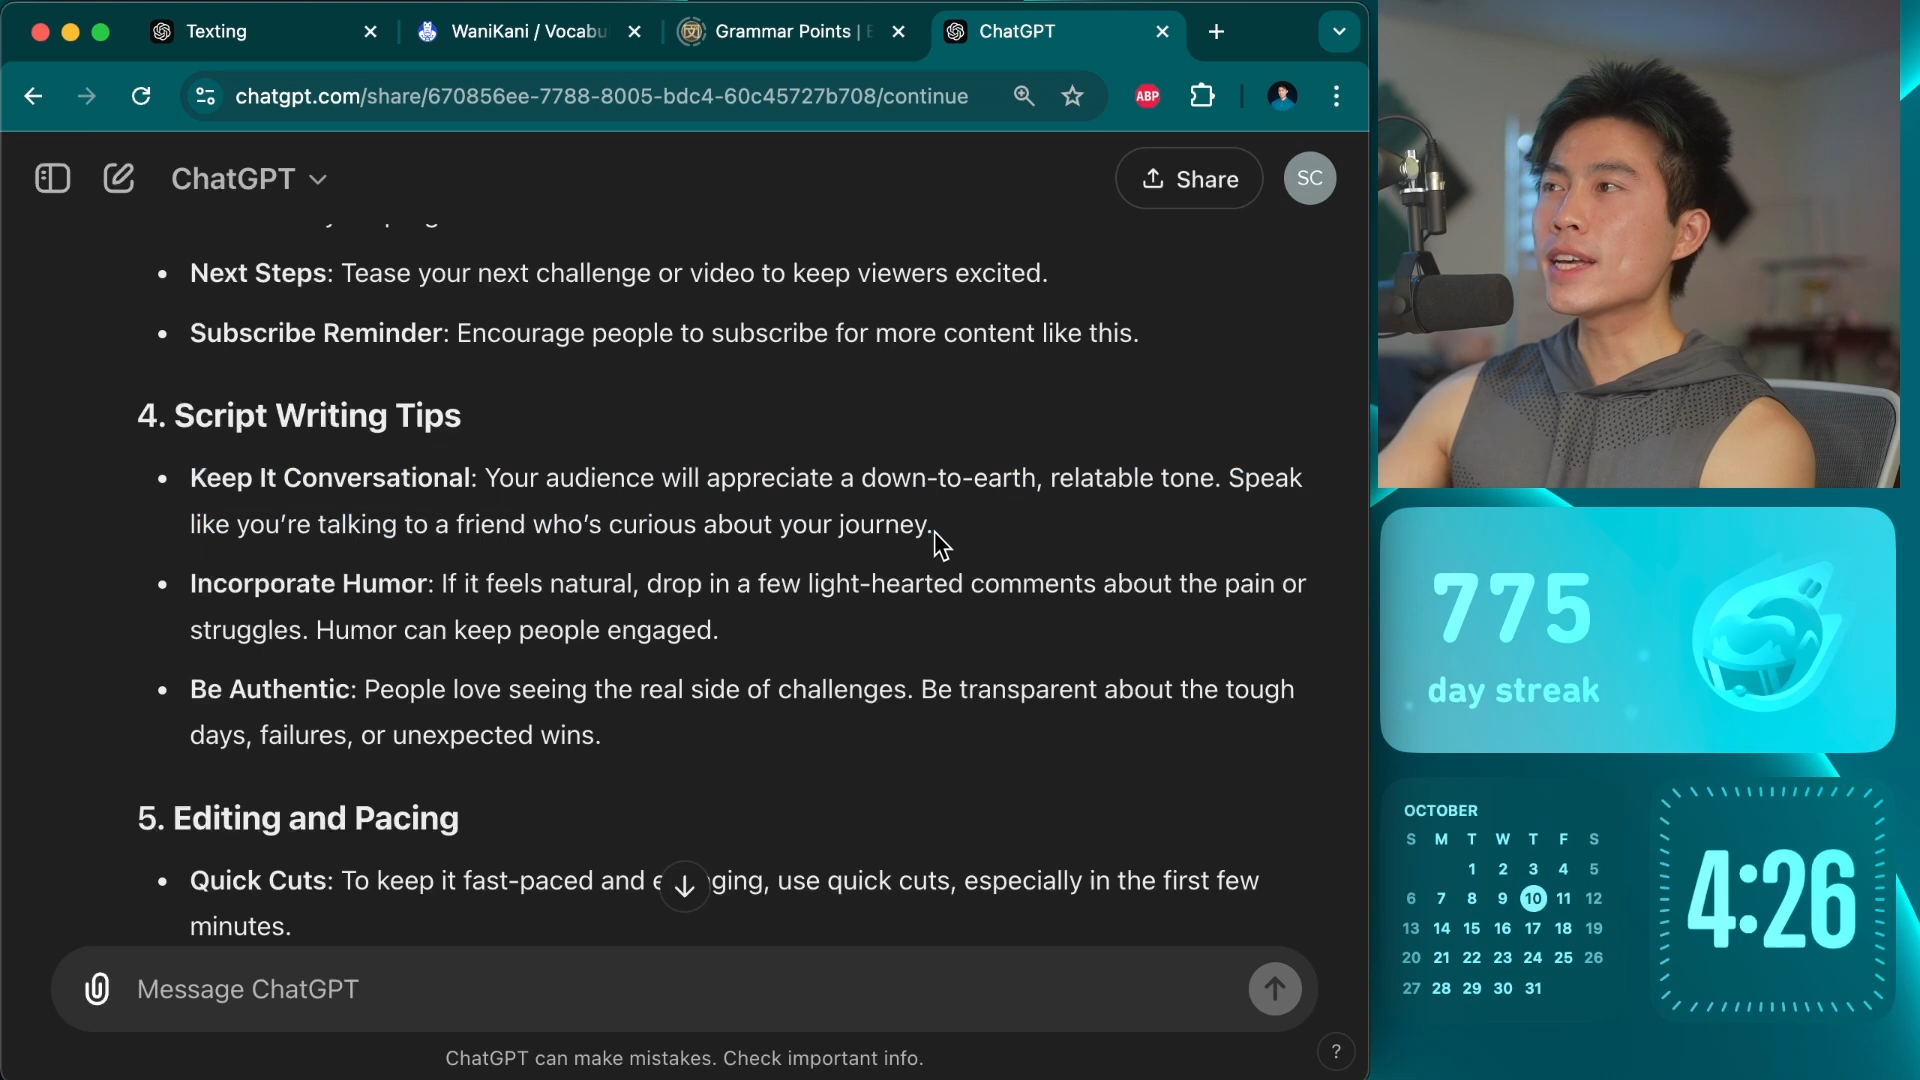 Texting
WaniKani / Vocabu
Grammar Points |
ChatGPT
chatgpt.com/share/670856ee-7788-8005-bdc4-60c45727b708/continue
ABP
ChatGPT
Share
SC
Next Steps: Tease your next challenge or video to keep viewers excited.
Subscribe Reminder: Encourage people to subscribe for more content like this.
4. Script Writing Tips
Keep It Conversational: Your audience will appreciate a down-to-earth, relatable tone. Speak
like you’re talking to a friend who’s curious about your journey.
Incorporate Humor: If it feels natural, drop in a few light-hearted comments about the pain or
struggles. Humor can keep people engaged.
Be Authentic: People love seeing the real side of challenges. Be transparent about the tough
days, failures, or unexpected wins.
5. Editing and Pacing
Quick Cuts: To keep it fast-paced and e ging, use quick cuts, especially in the first few
minutes.
Message ChatGPT
ChatGPT can make mistakes. Check important info.
?
775
day streak
OCTOBER
S M T W T F S
1 2 3 4 5
6 7 8 9 10 11 12
13 14 15 16 17 18 19
20 21 22 23 24 25 26
27 28 29 30 31
4:26